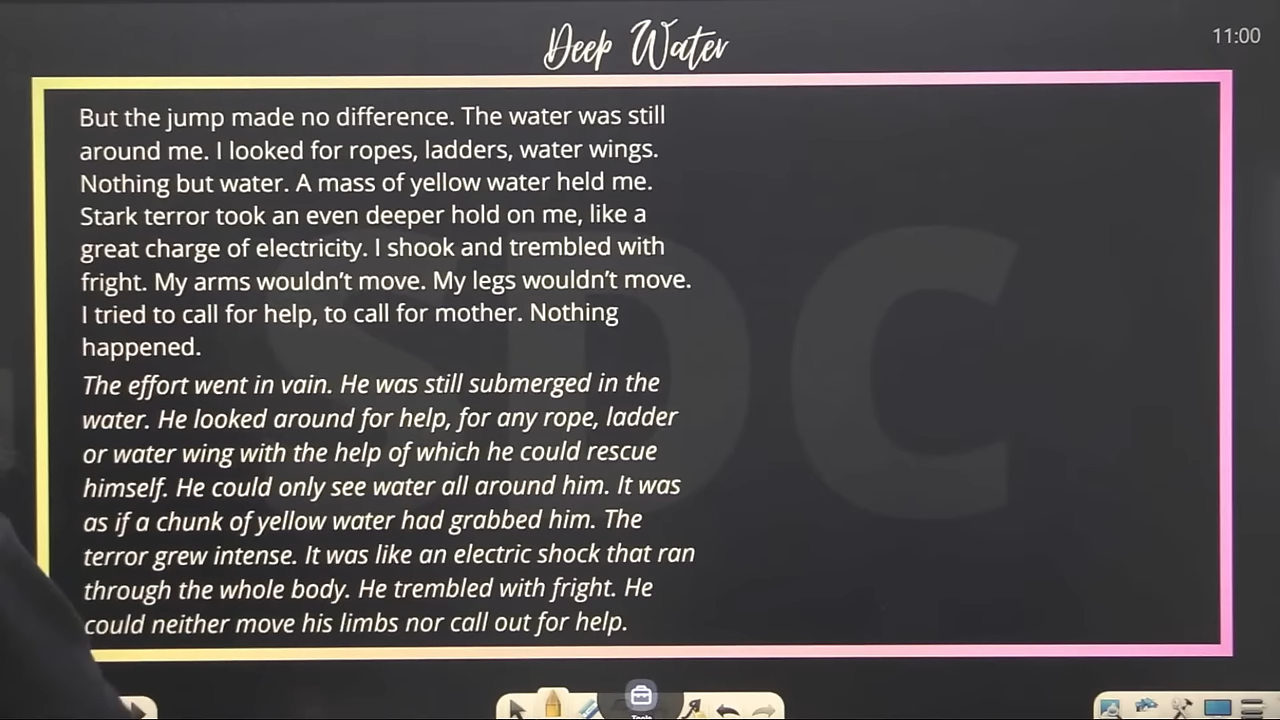 Deep Water
11:00
But the jump made no difference. The water was still
around me. I looked for ropes, ladders, water wings.
Nothing but water. A mass of yellow water held me.
Stark terror took an even deeper hold on me, like a
great charge of electricity. I shook and trembled with
fright. My arms wouldn't move. My legs wouldn't move.
I tried to call for help, to call for mother. Nothing
happened.
The effort went in vain. He was still submerged in the
water. He looked around for help, for any rope, ladder
or water wing with the help of which he could rescue
himself. He could only see water all around him. It was
as if a chunk of yellow water had grabbed him. The
terror grew intense. It was like an electric shock that ran
through the whole body. He trembled with fright. He
could neither move his limbs nor call out for help.
SDC
Tools